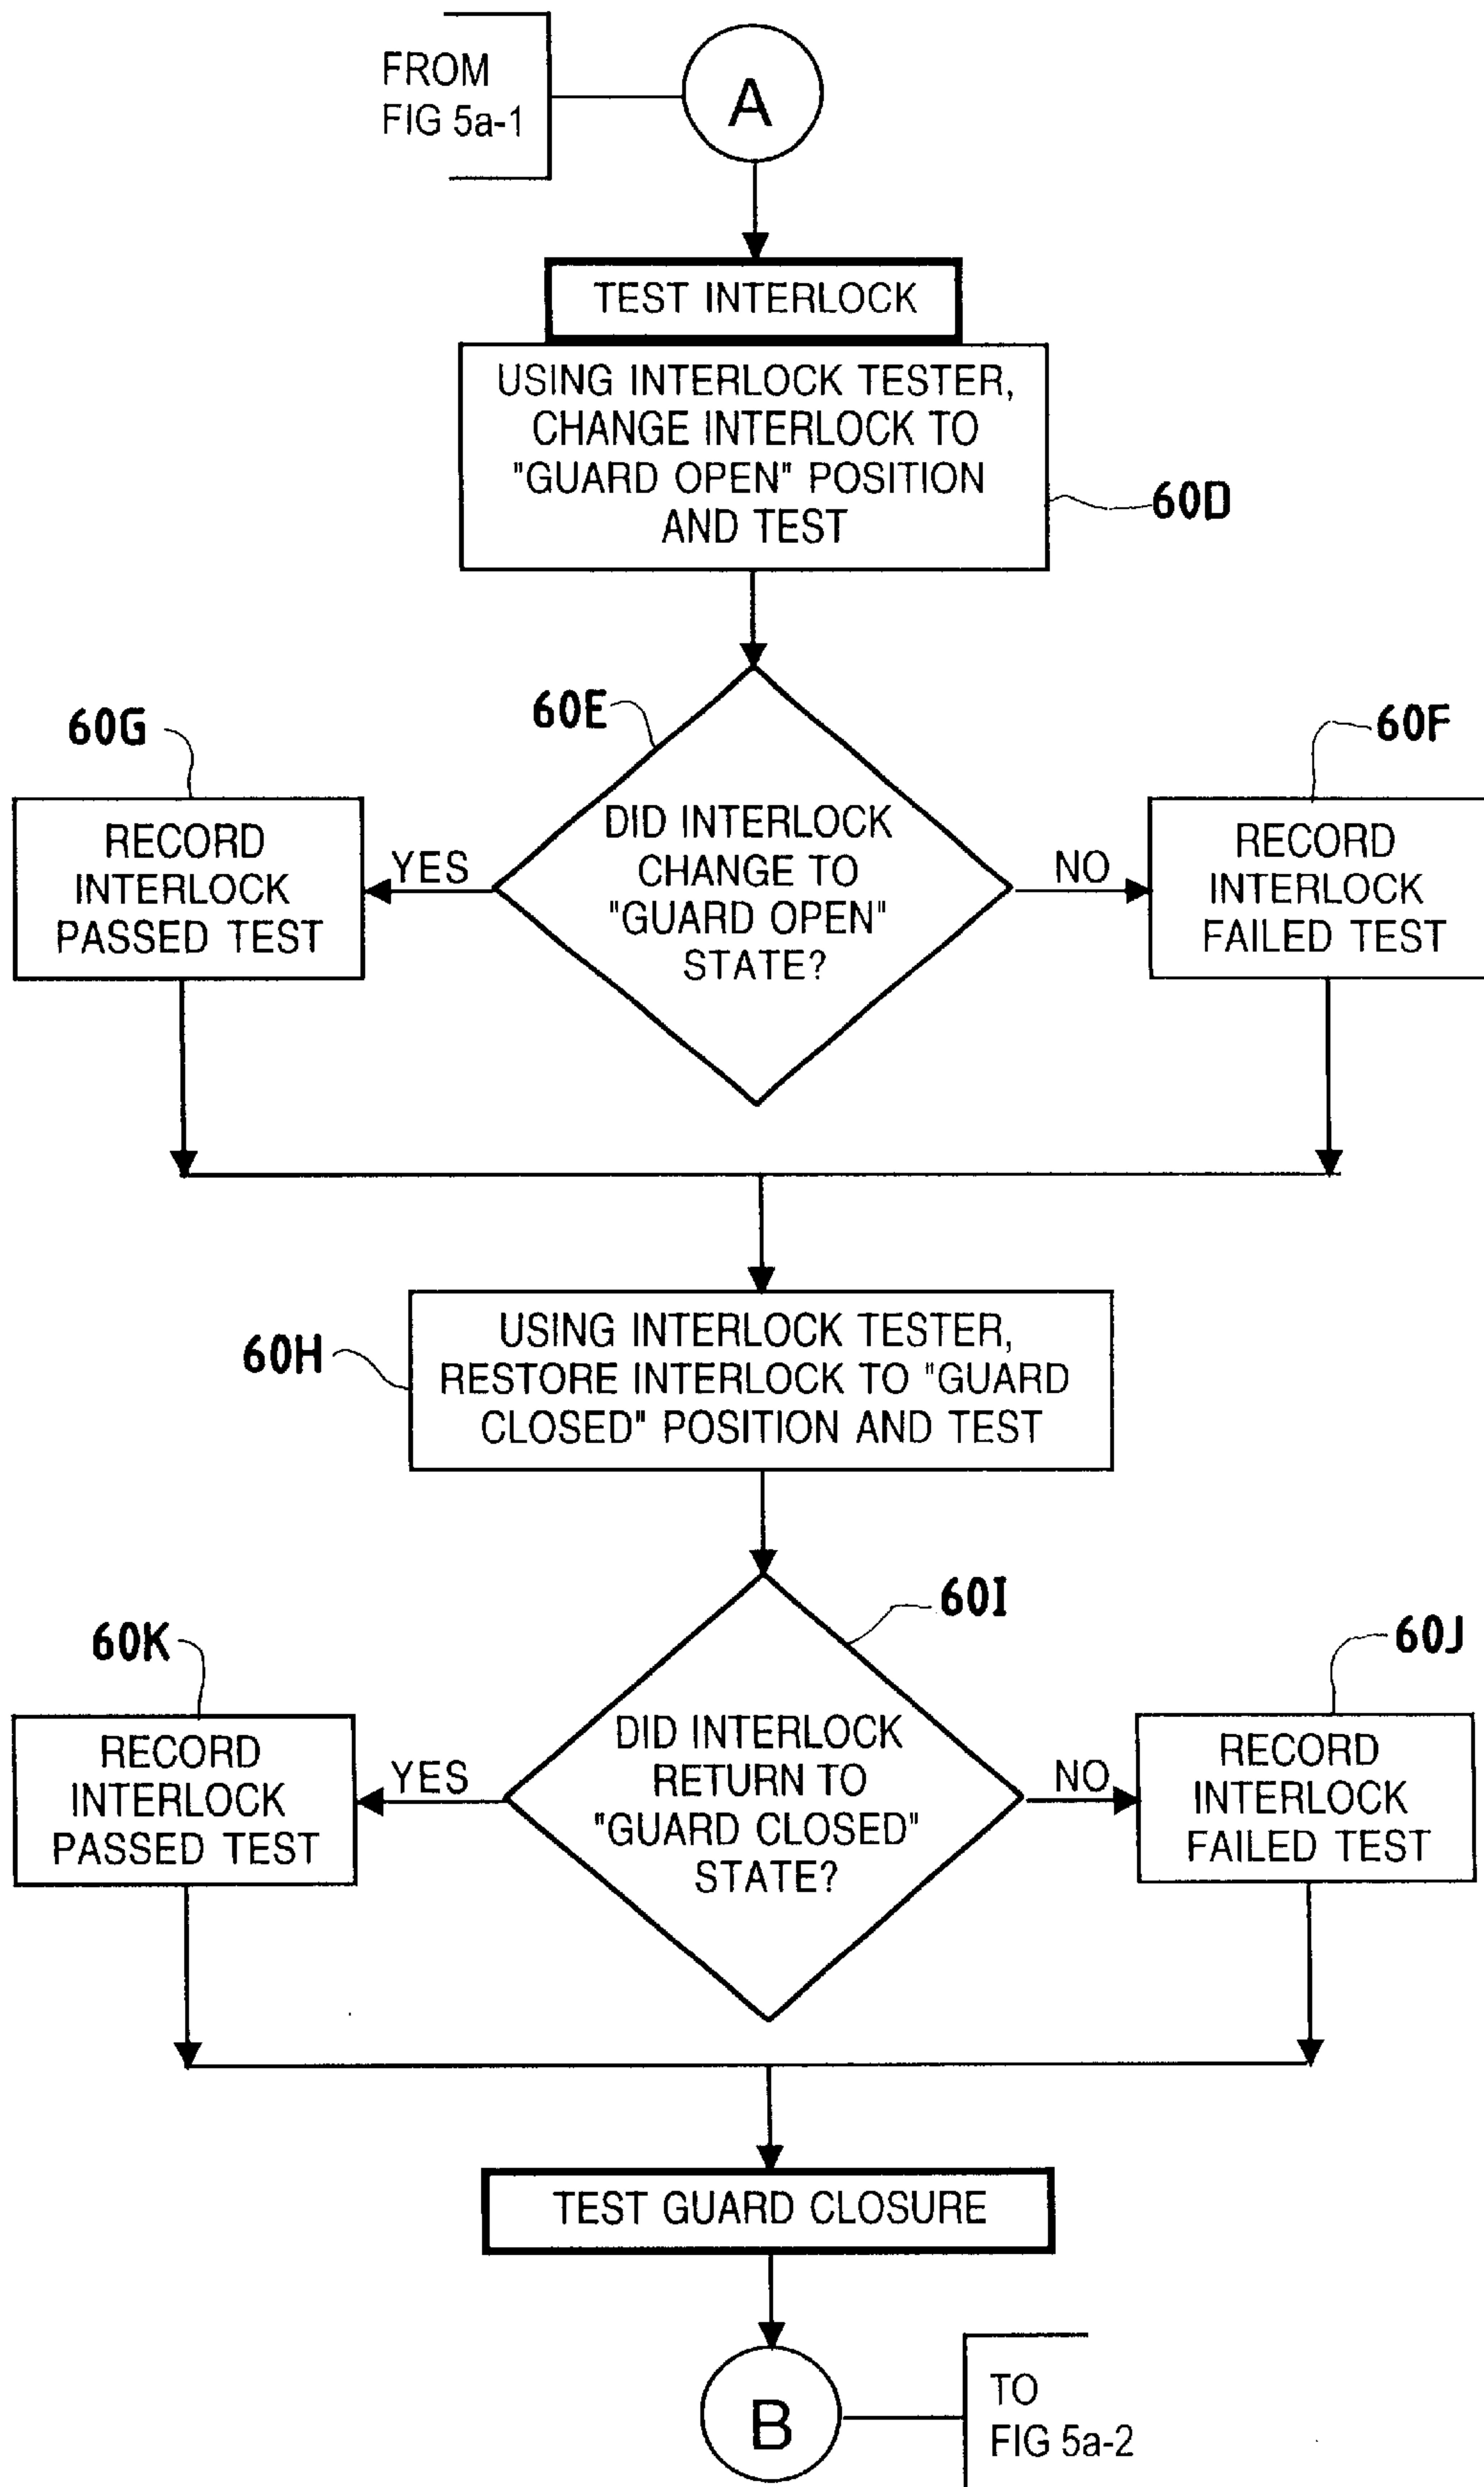 FROM
FIG 5a-1
A
TEST INTERLOCK
USING INTERLOCK TESTER,
CHANGE INTERLOCK TO
"GUARD OPEN" POSITION
AND TEST
60D
60E
60G
60F
DID INTERLOCK
CHANGE TO
"GUARD OPEN"
STATE?
YES
NO
RECORD
INTERLOCK
PASSED TEST
RECORD
INTERLOCK
FAILED TEST
60H
USING INTERLOCK TESTER,
RESTORE INTERLOCK TO "GUARD
CLOSED" POSITION AND TEST
60I
60K
60J
DID INTERLOCK
RETURN TO
"GUARD CLOSED"
STATE?
YES
NO
RECORD
INTERLOCK
PASSED TEST
RECORD
INTERLOCK
FAILED TEST
TEST GUARD CLOSURE
B
TO
FIG 5a-2